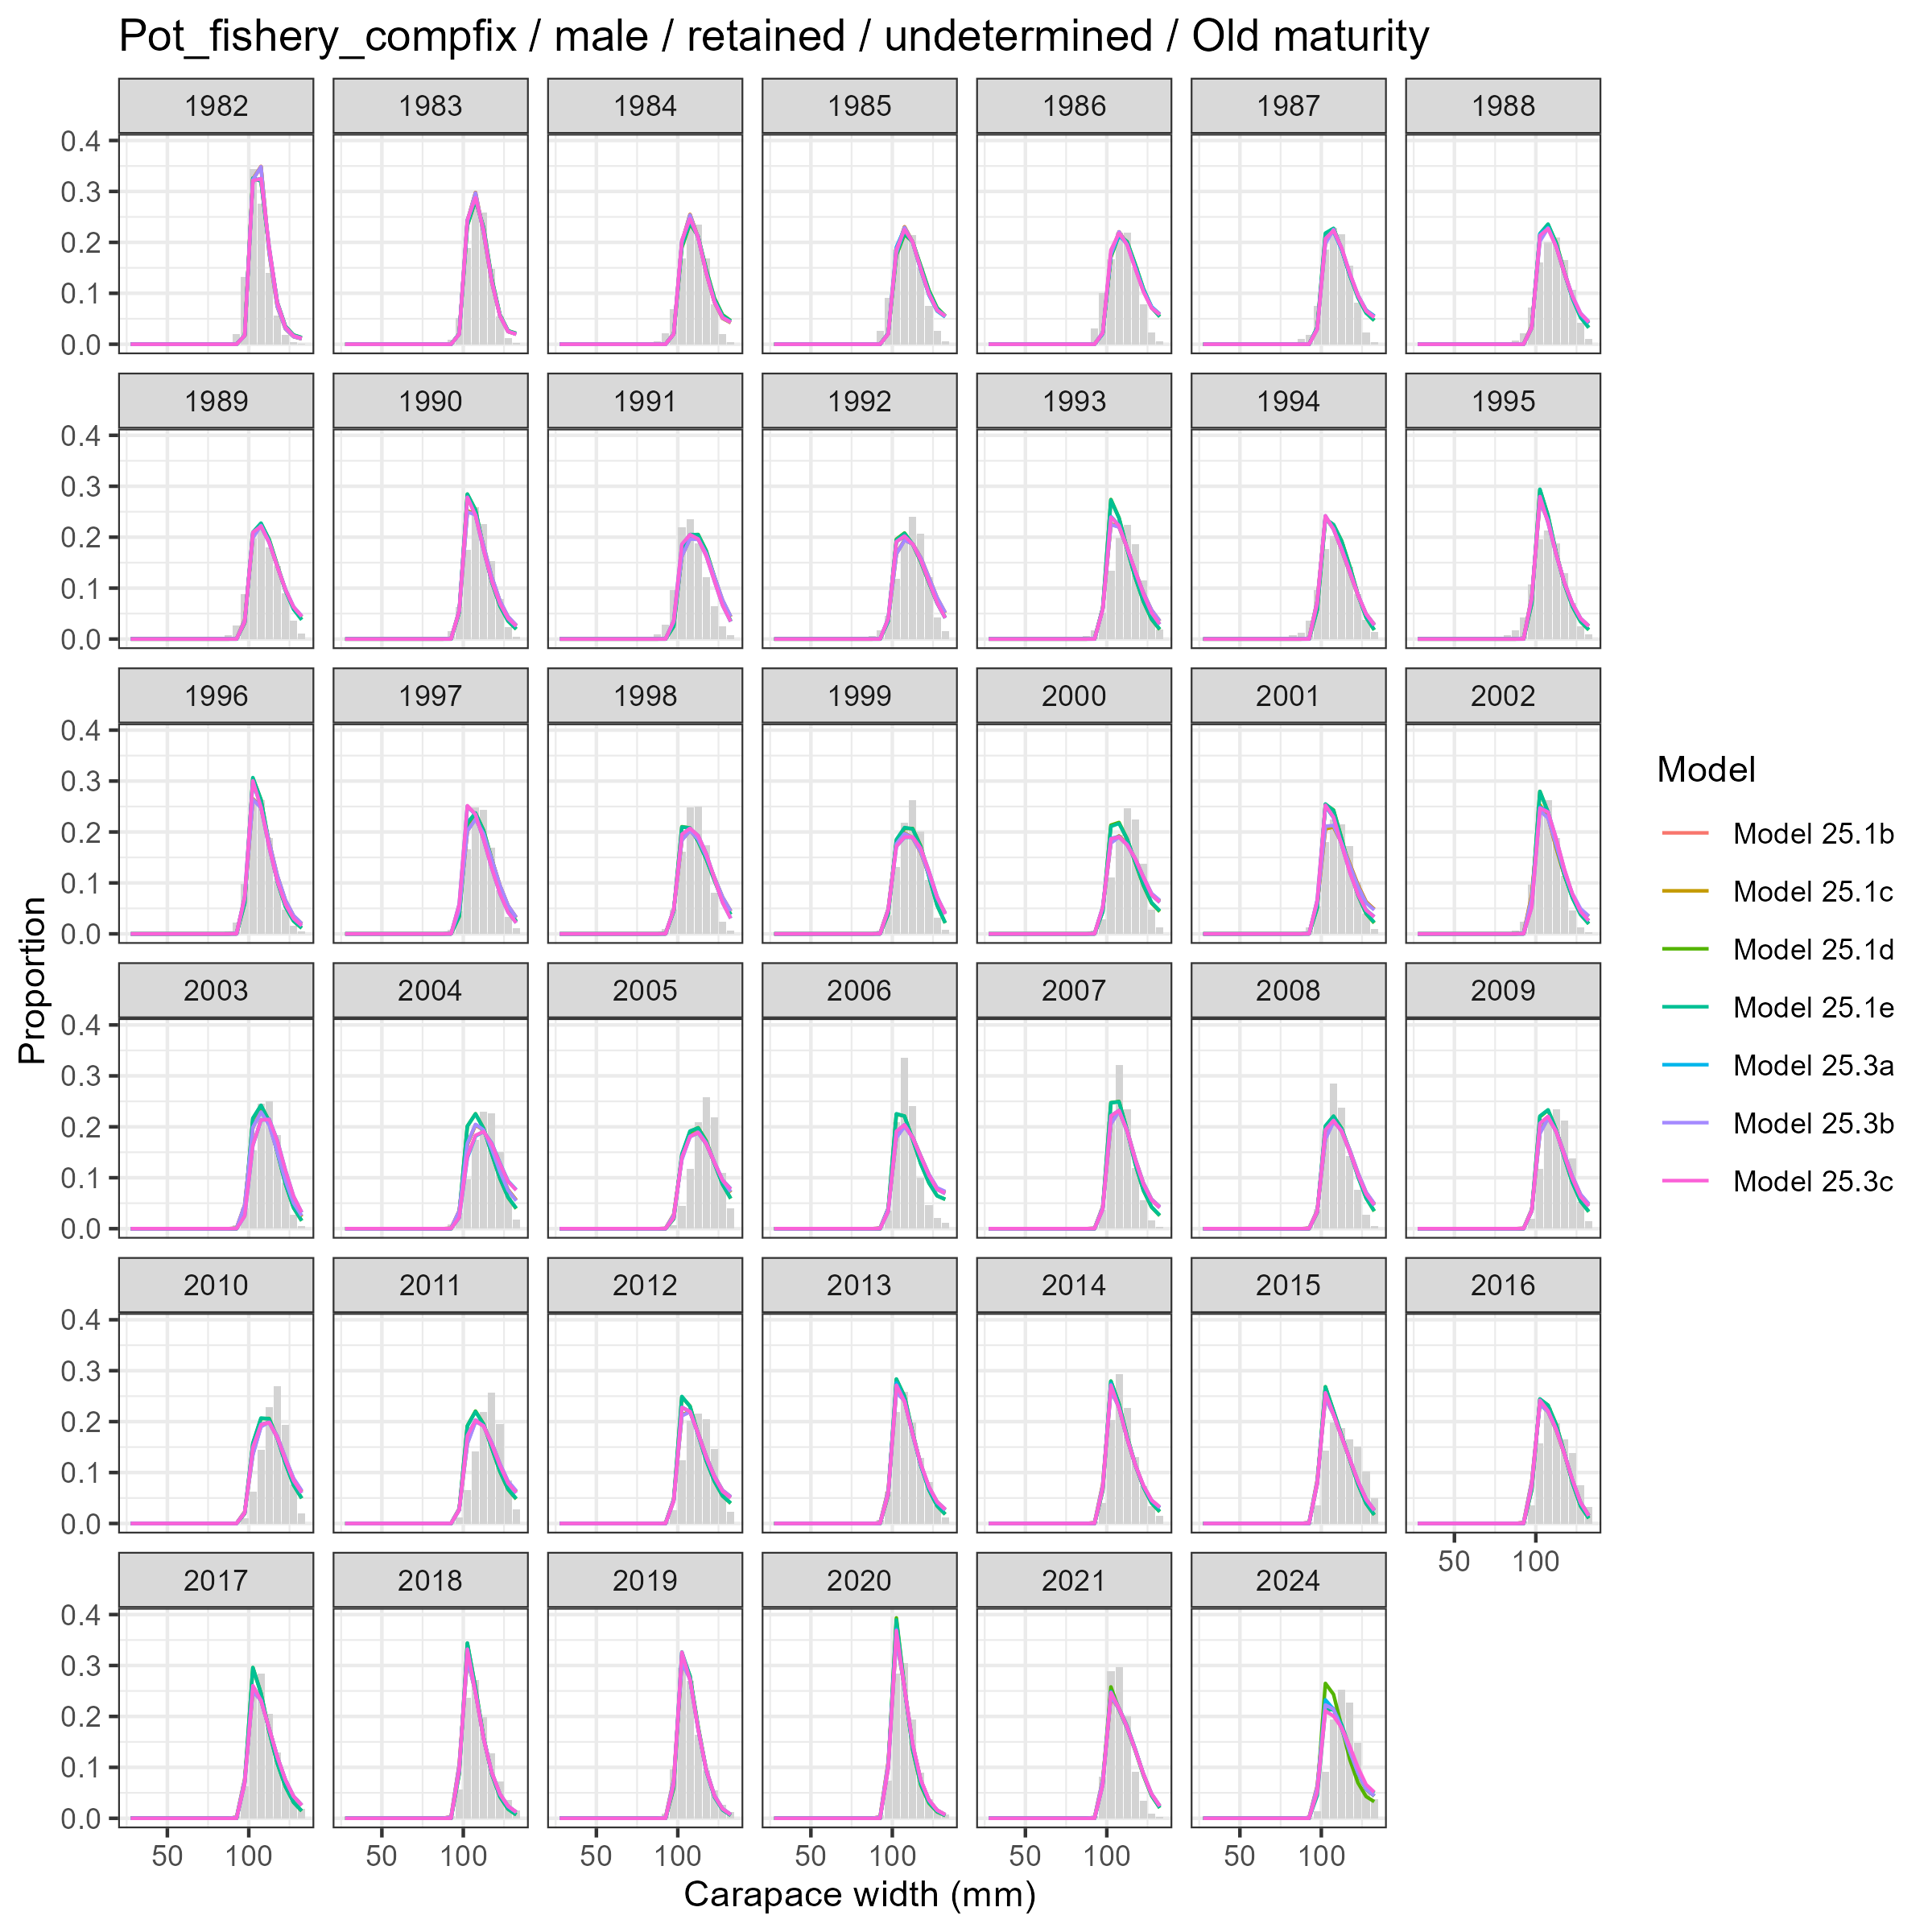 Pot_fishery_compfix / male / retained / undetermined / Old maturity
1982 1983 1984 1985 1986 1987 1988
0.4
0.3
0.2
0.1
0.0
1989 1990 1991 1992 1993 1994 1995
0.4
0.3
0.2
0.1
0.0
1996 1997 1998 1999 2000 2001 2002
0.4
0.3
0.2
0.1
0.0
2003 2004 2005 2006 2007 2008 2009
0.4
0.3
0.2
0.1
0.0
2010 2011 2012 2013 2014 2015 2016
0.4
0.3
0.2
0.1
0.0
50 100
2017 2018 2019 2020 2021 2024
0.4
0.3
0.2
0.1
0.0
50 100 50 100 50 100 50 100 50 100 50 100
Carapace width (mm)
Proportion
Model
Model 25.1b
Model 25.1c
Model 25.1d
Model 25.1e
Model 25.3a
Model 25.3b
Model 25.3c